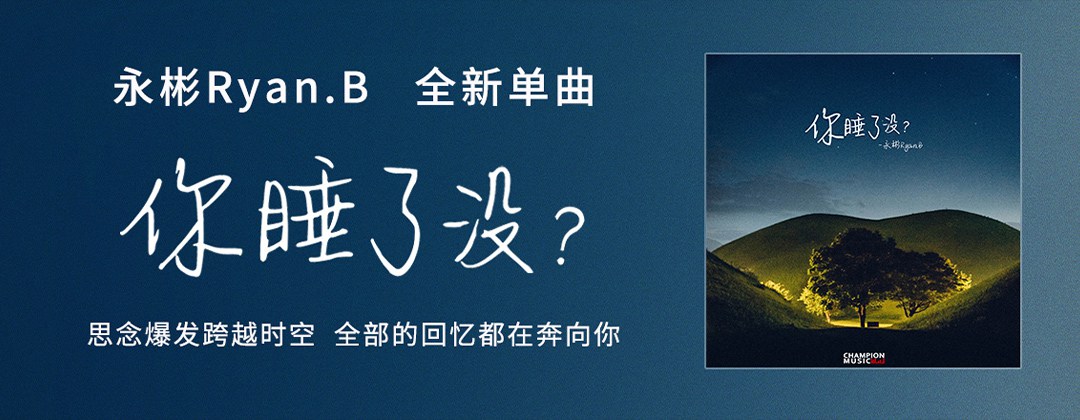 永彬Ryan.B 全新单曲
你睡了没?
思念爆发跨越时空 全部的回忆都在奔向你
你睡了没?
-永彬Ryan.B
CHAMPION
MUSIC